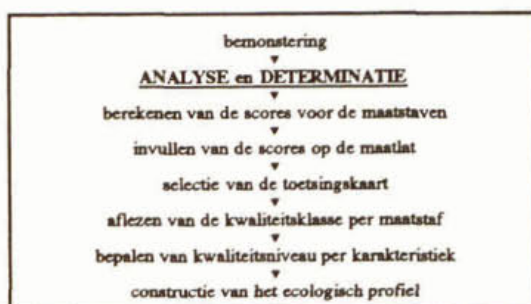 bemonstering
ANALYSE en DETERMINATIE
berekenen van de scores voor de maatstaven
invullen van de scores op de maatlat
selectie van de toetsingskaart
aflezen van de kwaliteitsklasse per maatstaf
bepalen van kwaliteitsniveau per karakteristiek
constructie van het ecologisch profiel